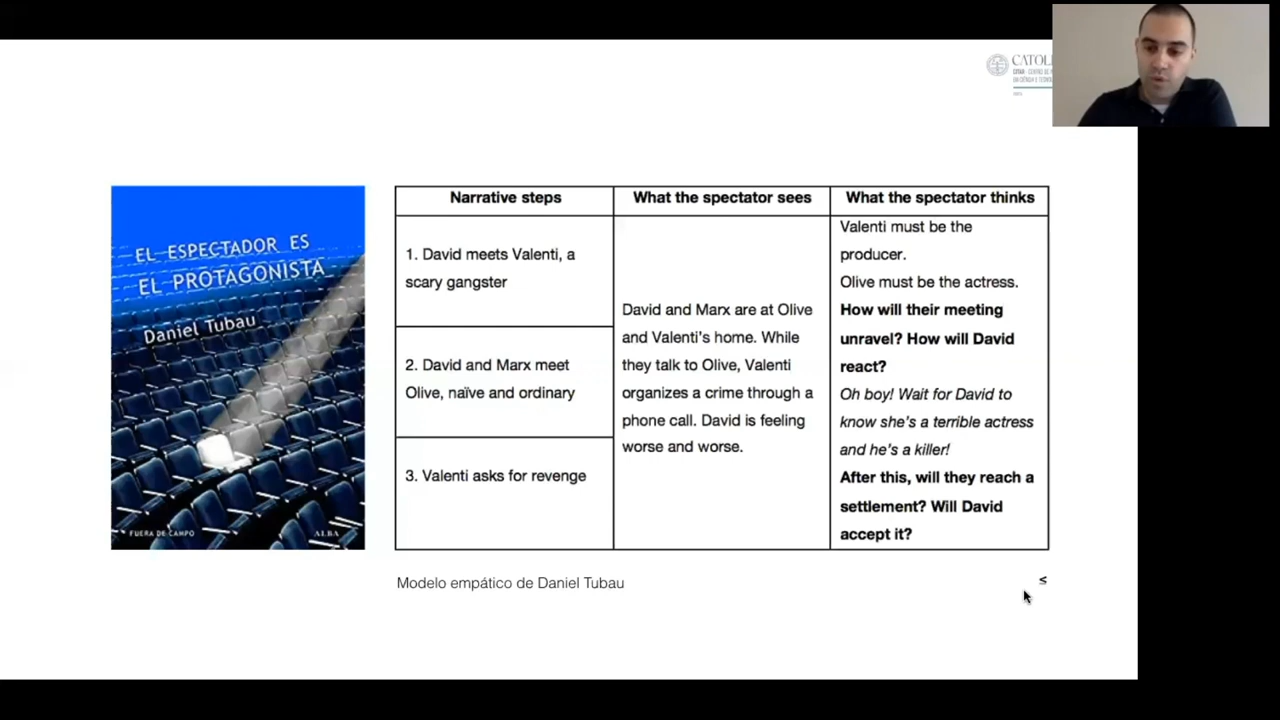 CATOL
EL ESPECTADOR ES
EL PROTAGONISTA
Daniel Tubau
FUERA DE CAMPO
ALBA
Narrative steps
What the spectator sees
What the spectator thinks
1. David meets Valenti, a
scary gangster
2. David and Marx meet
Olive, naïve and ordinary
3. Valenti asks for revenge
David and Marx are at Olive
and Valenti's home. While
they talk to Olive, Valenti
organizes a crime through a
phone call. David is feeling
worse and worse.
Valenti must be the
producer.
Olive must be the actress.
How will their meeting
unravel? How will David
react?
Oh boy! Wait for David to
know she's a terrible actress
and he's a killer!
After this, will they reach a
settlement? Will David
accept it?
Modelo empático de Daniel Tubau
≤